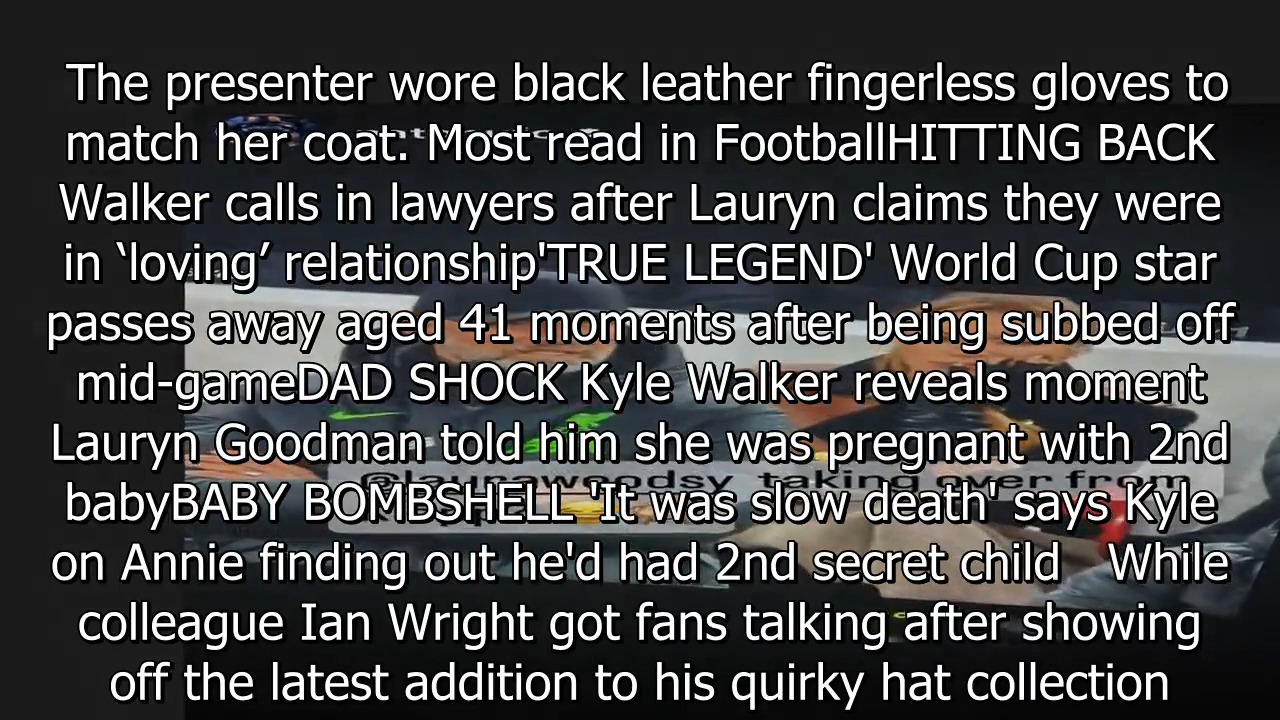 The presenter wore black leather fingerless gloves to
match her coat. Most read in FootballHITTING BACK
Walker calls in lawyers after Lauryn claims they were
in ‘loving’ relationship'TRUE LEGEND' World Cup star
passes away aged 41 moments after being subbed off
mid-gameDAD SHOCK Kyle Walker reveals moment
Lauryn Goodman told him she was pregnant with 2nd
@laurawoodsy taking over from
babyBABY BOMBSHELL 'It was slow death' says Kyle
on Annie finding out he'd had 2nd secret child   While
colleague Ian Wright got fans talking after showing
off the latest addition to his quirky hat collection